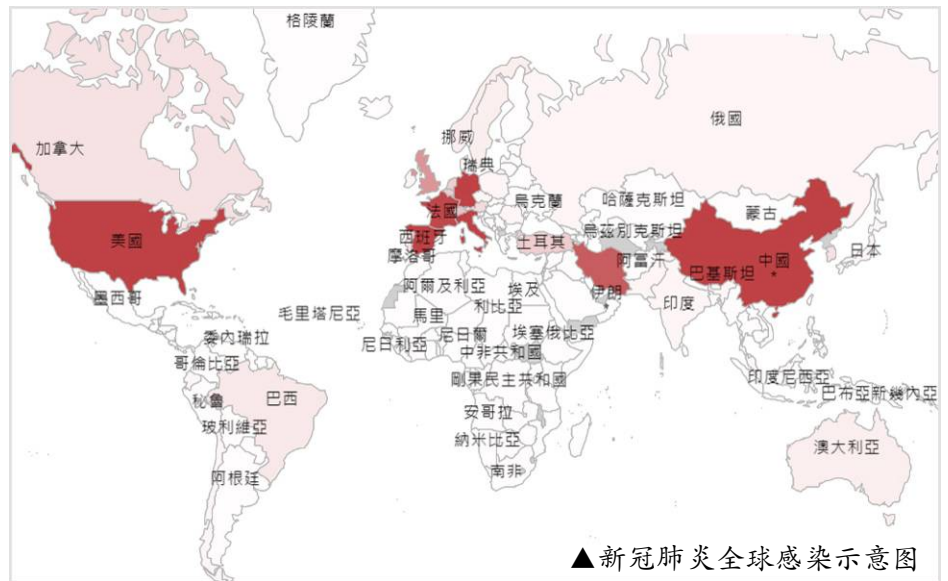 格陵蘭
俄國
挪威
加拿大
瑞典
烏克蘭
哈薩克斯坦
蒙古
法國
美國
西班牙
土耳其
烏茲別克斯坦
日本
摩洛哥
阿富汗
中國
巴基斯坦
伊朗
阿爾及利亞
埃及
墨西哥
利比亞
印度
毛里塔尼亞
馬里
尼日爾
埃塞俄比亞
委內瑞拉
尼日利亞
中非共和國
哥倫比亞
剛果民主共和國
印度尼西亞
巴布亞新幾內亞
秘魯
巴西
安哥拉
玻利維亞
納米比亞
澳大利亞
阿根廷
南非
▲新冠肺炎全球感染示意图